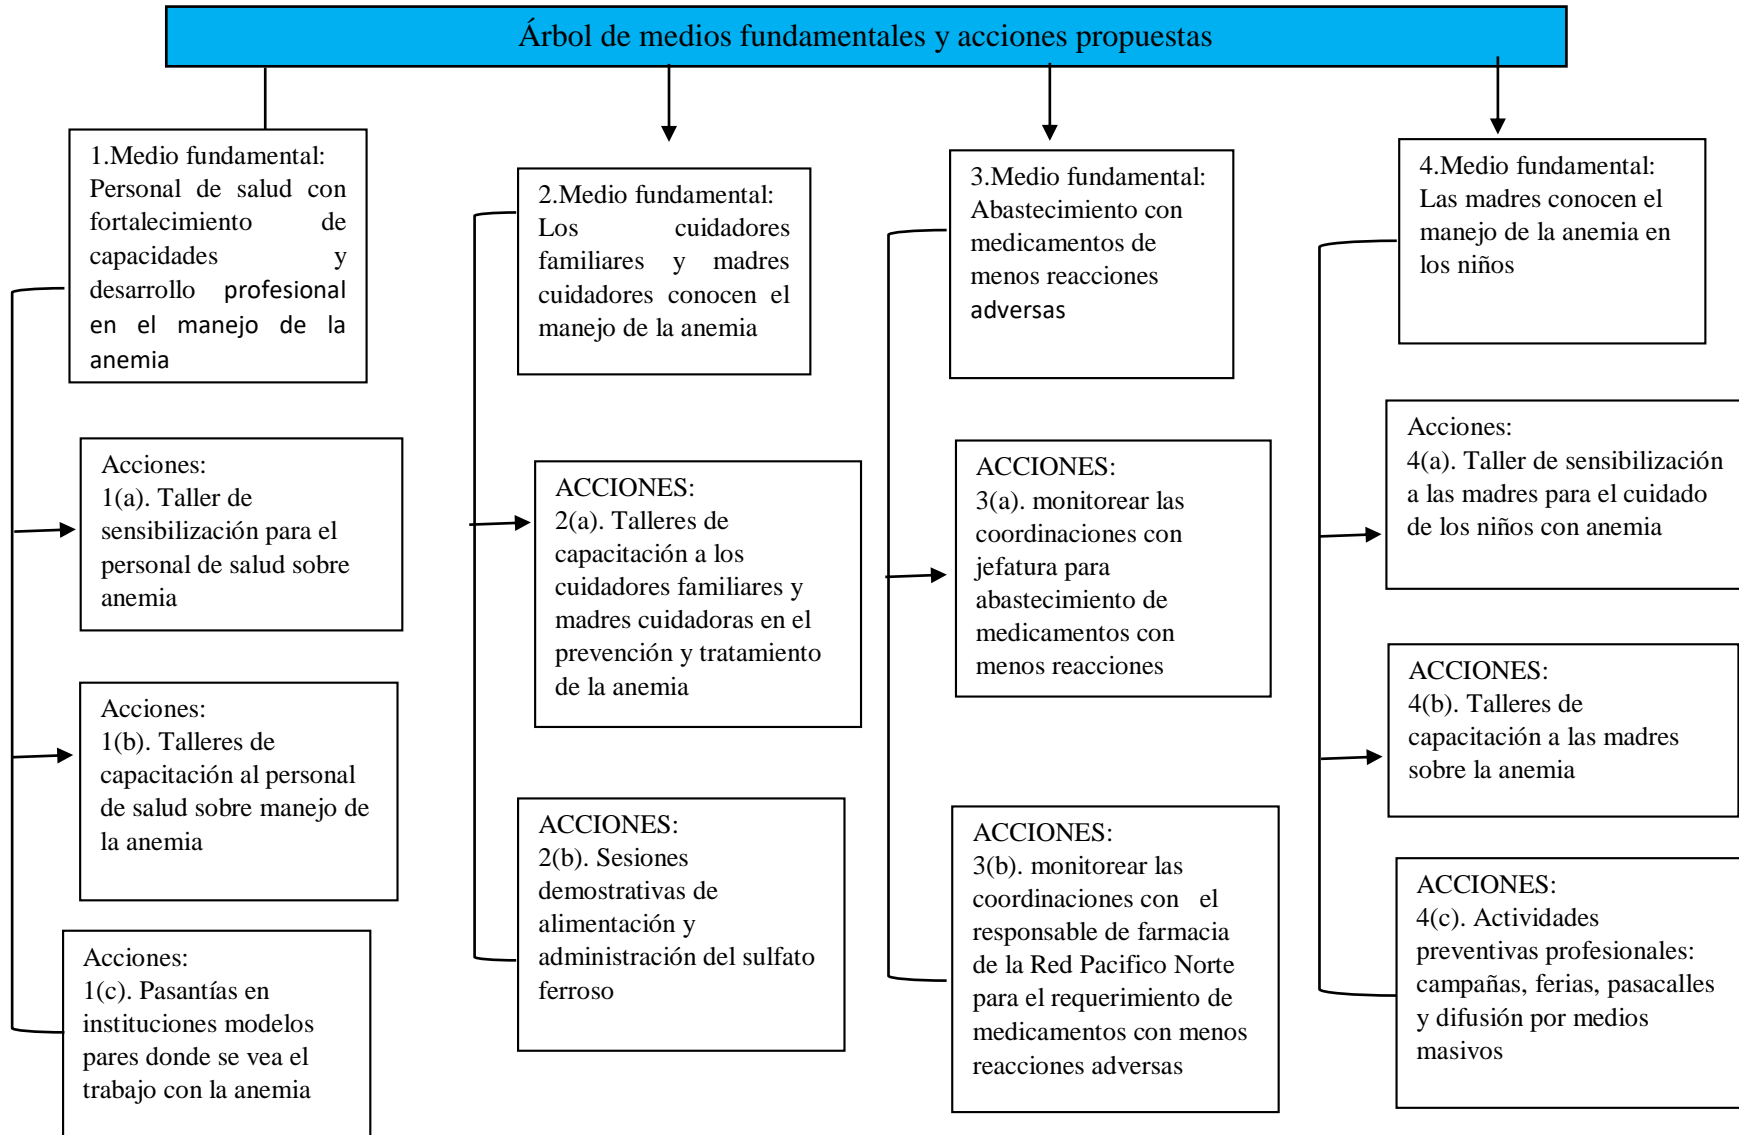 Árbol de medios fundamentales y acciones propuestas
1.Medio fundamental:
Personal de salud con
fortalecimiento de
capacidades y
desarrollo profesional
en el manejo de la
anemia
Acciones:
1(a). Taller de
sensibilización para el
personal de salud sobre
anemia
Acciones:
1(b). Talleres de
capacitación al personal
de salud sobre manejo de
la anemia
Acciones:
1(c). Pasantías en
instituciones modelos
pares donde se vea el
trabajo con la anemia
2.Medio fundamental:
Los cuidadores
familiares y madres
cuidadores conocen el
manejo de la anemia
ACCIONES:
2(a). Talleres de
capacitación a los
cuidadores familiares y
madres cuidadoras en el
prevención y tratamiento
de la anemia
ACCIONES:
2(b). Sesiones
demostrativas de
alimentación y
administración del sulfato
ferroso
3.Medio fundamental:
Abastecimiento con
medicamentos de
menos reacciones
adversas
ACCIONES:
3(a). monitorear las
coordinaciones con
jefatura para
abastecimiento de
medicamentos con
menos reacciones
ACCIONES:
3(b). monitorear las
coordinaciones con el
responsable de farmacia
de la Red Pacifico Norte
para el requerimiento de
medicamentos con menos
reacciones adversas
4.Medio fundamental:
Las madres conocen el
manejo de la anemia en
los niños
Acciones:
4(a). Taller de sensibilización
a las madres para el cuidado
de los niños con anemia
ACCIONES:
4(b). Talleres de
capacitación a las madres
sobre la anemia
ACCIONES:
4(c). Actividades
preventivas profesionales:
campañas, ferias, pasacalles
y difusión por medios
masivos